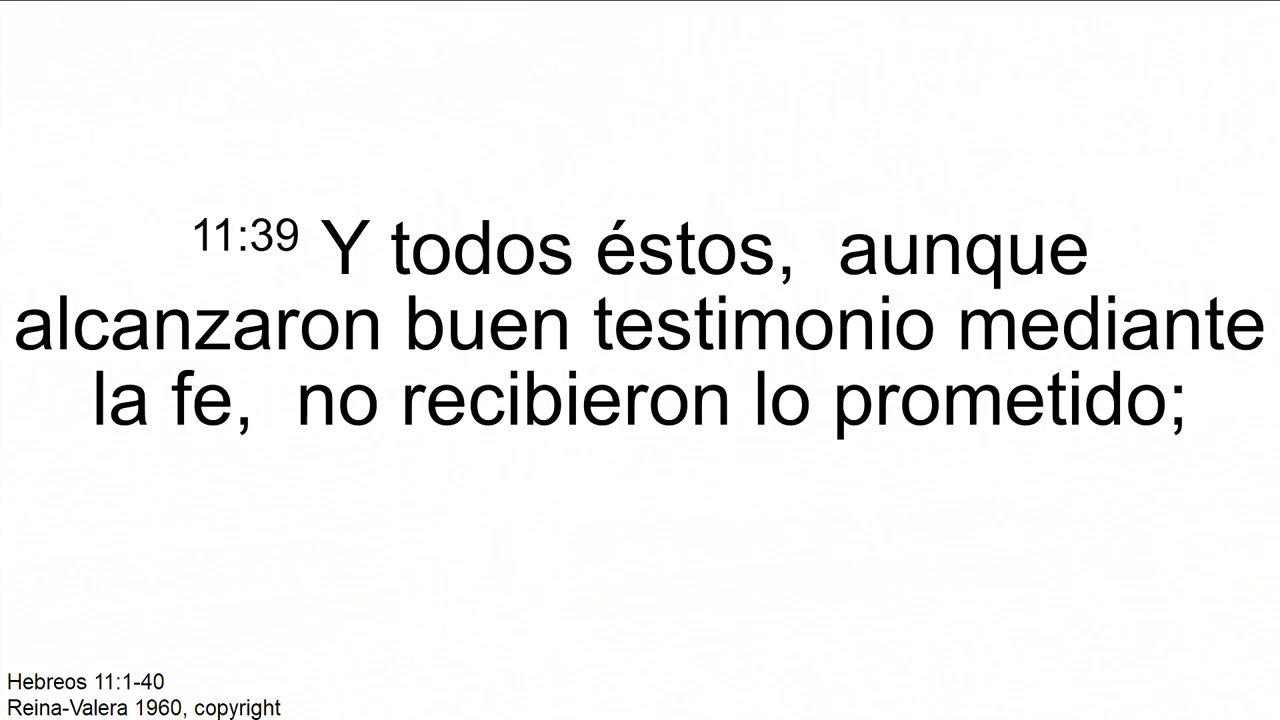 11:39 Y todos éstos,  aunque
alcanzaron buen testimonio mediante
la fe,  no recibieron lo prometido;
Hebreos 11:1-40
Reina-Valera 1960, copyright